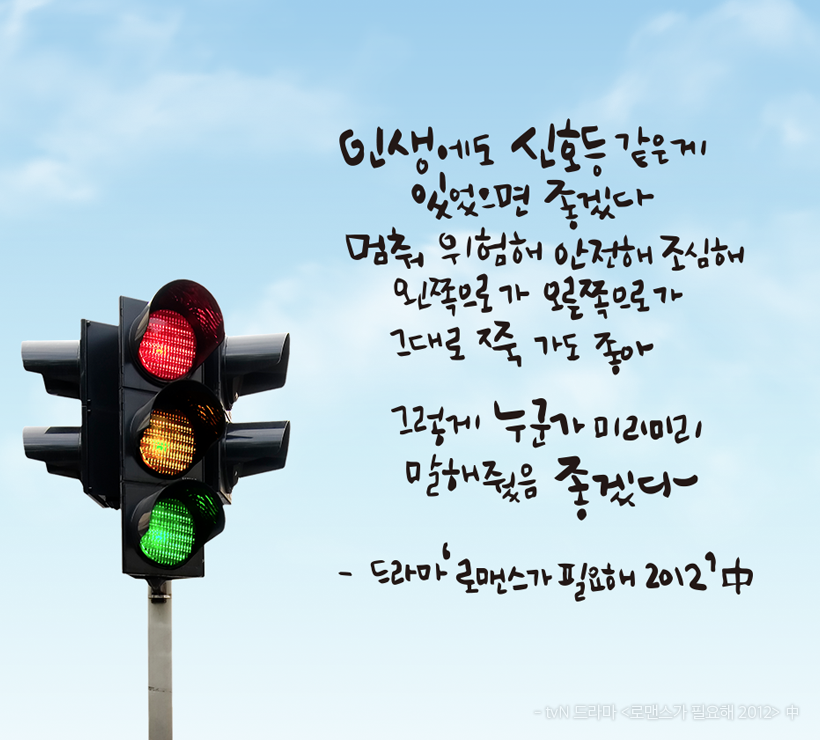 인생에도 신호등 같은게
있었으면 좋겠다
멈춰 위험해 안전해 조심해
왼쪽으로 가 오른쪽으로 가
그대로 쭉 가도 좋아
그렇게 누군가 미리미리
말해줬음 좋겠다~
- 드라마 '로맨스가 필요해 2012' 中
- tvN 드라마 <로맨스가 필요해 2012> 中